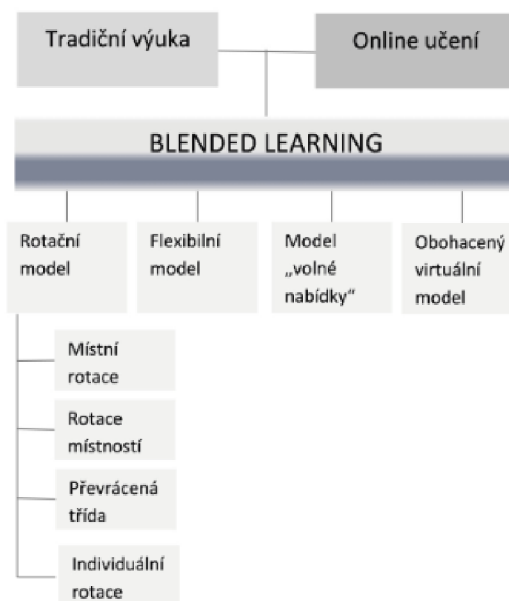 Tradiční výuka
Online učení
BLENDED LEARNING
Rotační
model
Flexibilní
model
Model
„volné
nabídky“
Obohacený
virtuální
model
Místní
rotace
Rotace
místností
Převrácená
třída
Individuální
rotace